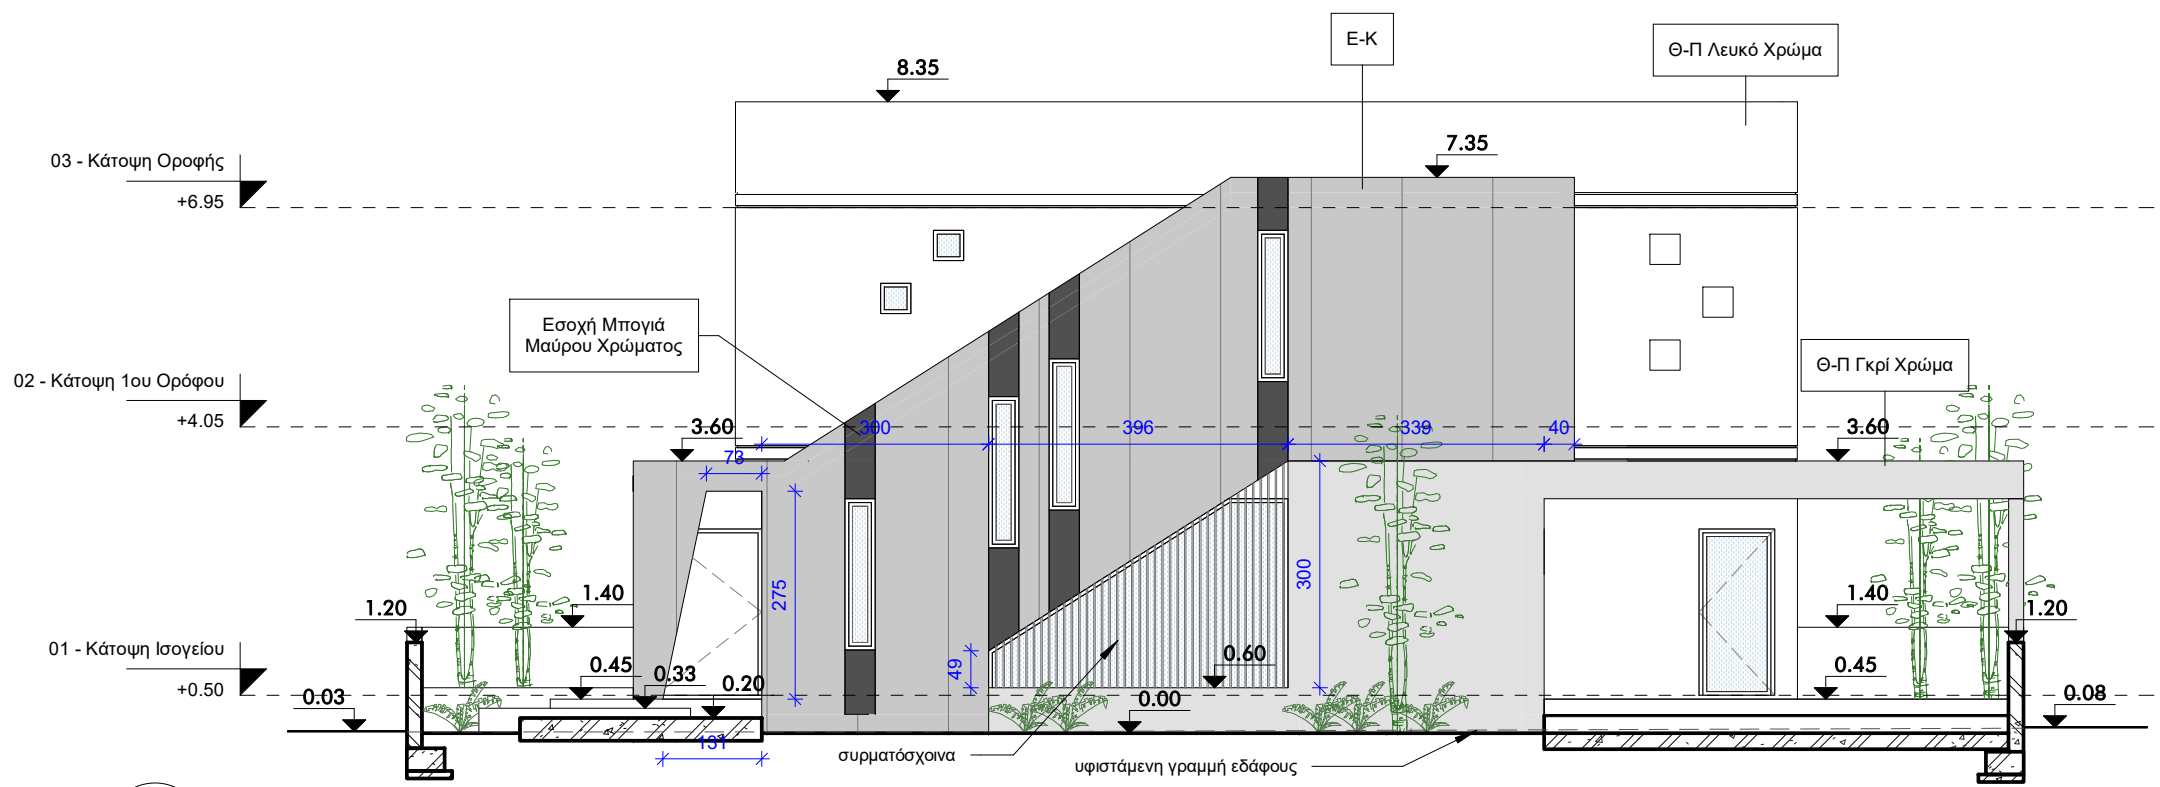 Ε-Κ
Θ-Π Λευκό Χρώμα
8.35
7.35
03 - Κάτοψη Οροφής
+6.95
Εσοχή Μπογιά
Μαύρου Χρώματος
Θ-Π Γκρί Χρώμα
02 - Κάτοψη 1ου Ορόφου
+4.05
3.60
300
396
339
40
3.60
73
275
300
1.40
1.20
1.40
1.20
01 - Κάτοψη Ισογείου
+0.50
0.45
0.33
0.20
49
0.60
0.45
0.03
0.00
0.08
131
συρματόσχοινα
υφιστάμενη γραμμή εδάφους